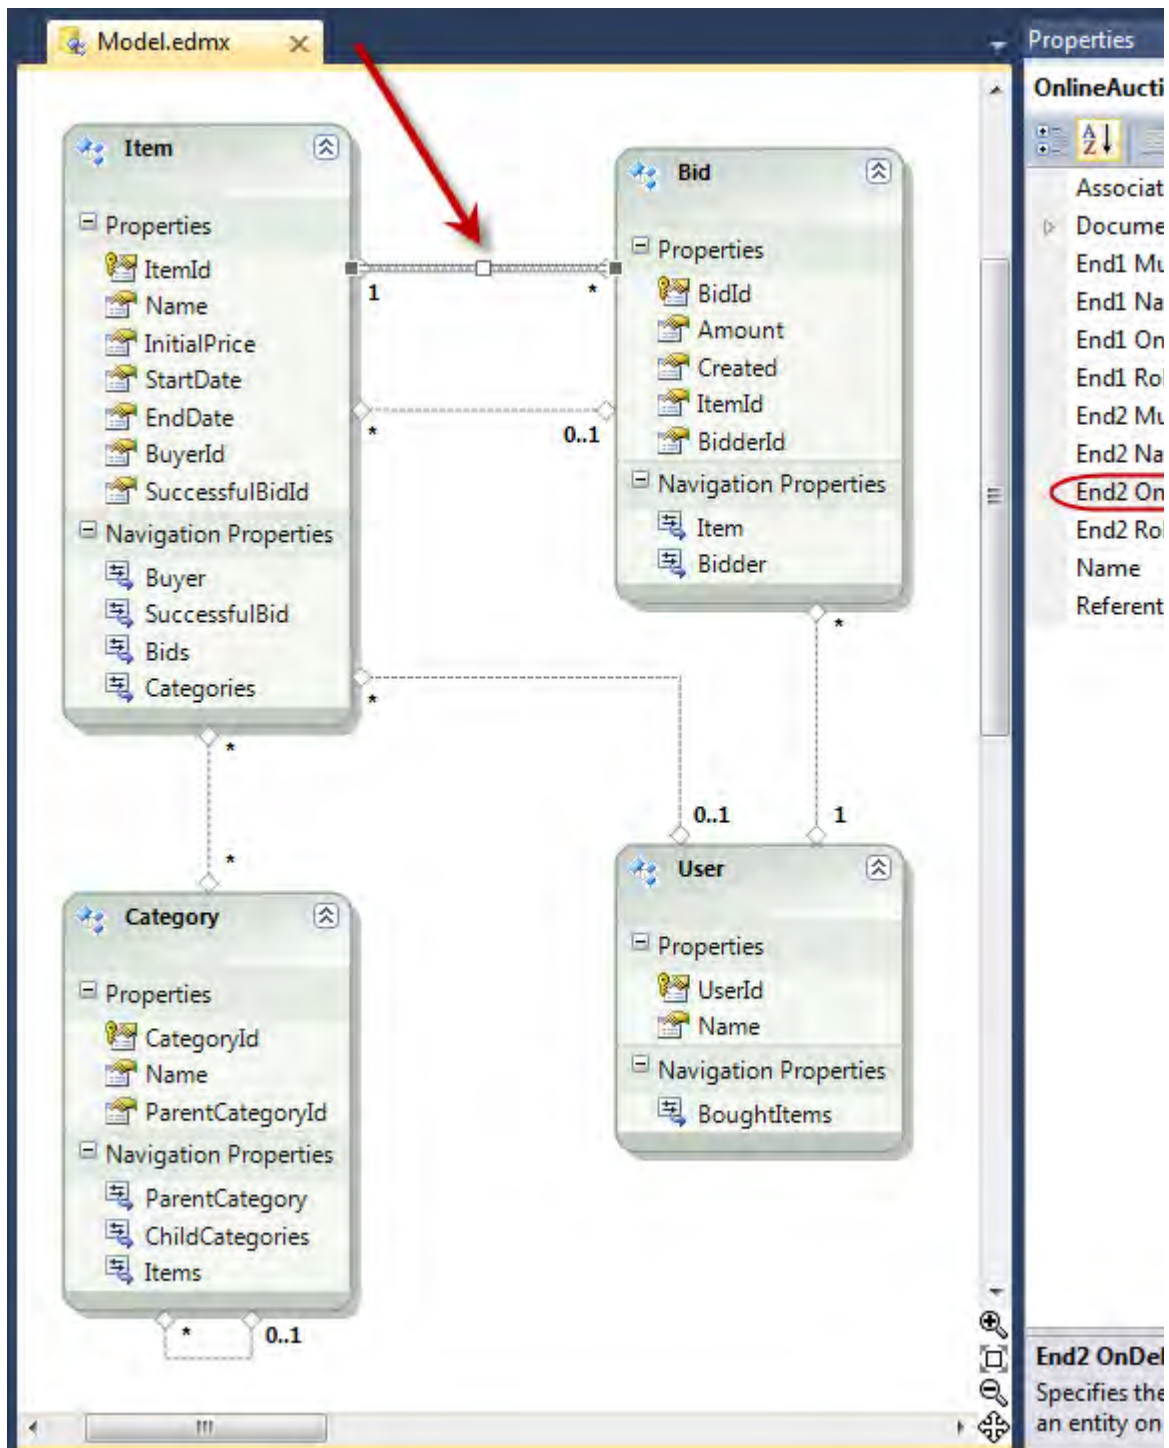 Model.edmx
Item
Properties
ItemId
Name
InitialPrice
StartDate
EndDate
BuyerId
SuccessfulBidId
Navigation Properties
Buyer
SuccessfulBid
Bids
Categories
1
*
*
0..1
Bid
Properties
BidId
Amount
Created
ItemId
BidderId
Navigation Properties
Item
Bidder
*
*
*
0..1
1
*
Category
Properties
CategoryId
Name
ParentCategoryId
Navigation Properties
ParentCategory
ChildCategories
Items
*
0..1
User
Properties
UserId
Name
Navigation Properties
BoughtItems
Properties
OnlineAucti
A
Z
Associat
Docume
End1 Mu
End1 Na
End1 On
End1 Rol
End2 Mu
End2 Na
End2 On
End2 Rol
Name
Referent
End2 OnDel
Specifies the
an entity on